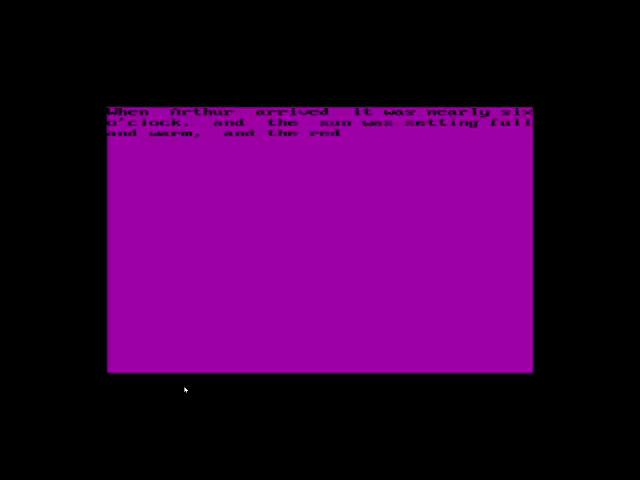 When Arthur arrived it was nearly six
o'clock, and the sun was setting full
and warm, and the red